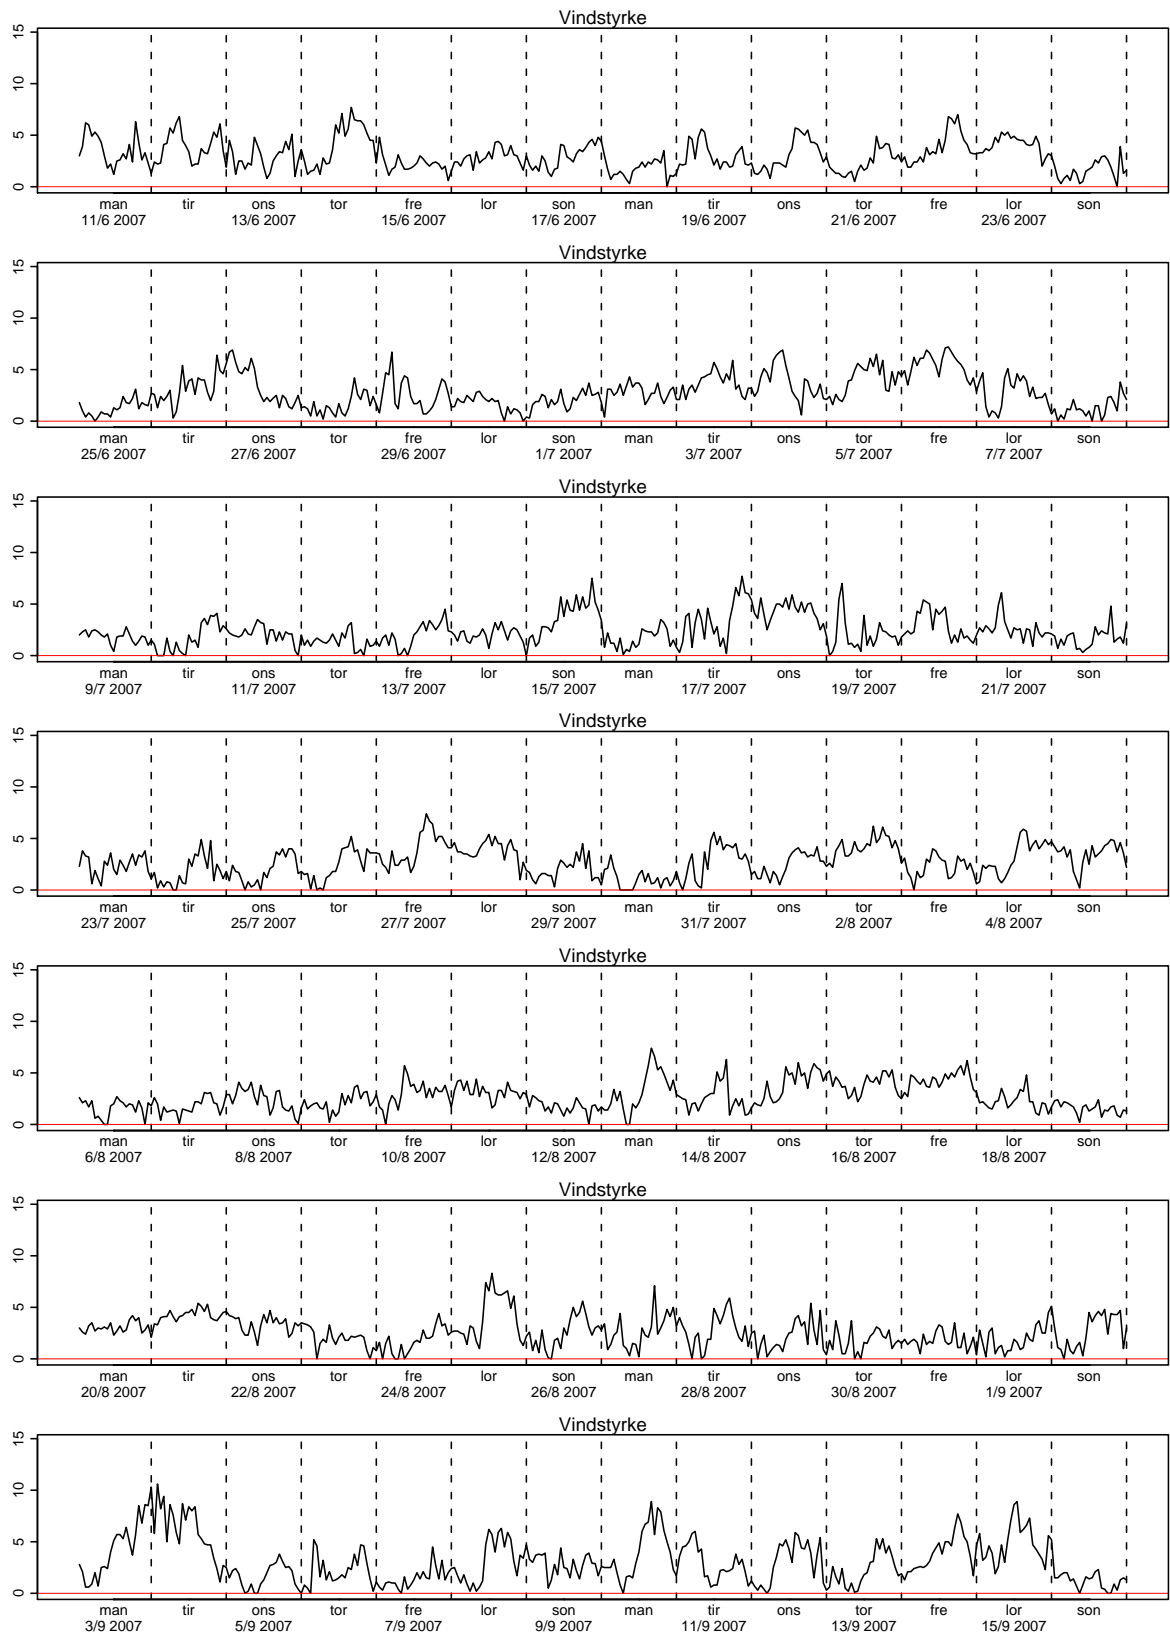 Vindstyrke
15
10
5
0
man tir ons tor fre lor son man tir ons tor fre lor son
11/6 2007 13/6 2007 15/6 2007 17/6 2007 19/6 2007 21/6 2007 23/6 2007
Vindstyrke
15
10
5
0
man tir ons tor fre lor son man tir ons tor fre lor son
25/6 2007 27/6 2007 29/6 2007 1/7 2007 3/7 2007 5/7 2007 7/7 2007
Vindstyrke
15
10
5
0
man tir ons tor fre lor son man tir ons tor fre lor son
9/7 2007 11/7 2007 13/7 2007 15/7 2007 17/7 2007 19/7 2007 21/7 2007
Vindstyrke
15
10
5
0
man tir ons tor fre lor son man tir ons tor fre lor son
23/7 2007 25/7 2007 27/7 2007 29/7 2007 31/7 2007 2/8 2007 4/8 2007
Vindstyrke
15
10
5
0
man tir ons tor fre lor son man tir ons tor fre lor son
6/8 2007 8/8 2007 10/8 2007 12/8 2007 14/8 2007 16/8 2007 18/8 2007
Vindstyrke
15
10
5
0
man tir ons tor fre lor son man tir ons tor fre lor son
20/8 2007 22/8 2007 24/8 2007 26/8 2007 28/8 2007 30/8 2007 1/9 2007
Vindstyrke
15
10
5
0
man tir ons tor fre lor son man tir ons tor fre lor son
3/9 2007 5/9 2007 7/9 2007 9/9 2007 11/9 2007 13/9 2007 15/9 2007